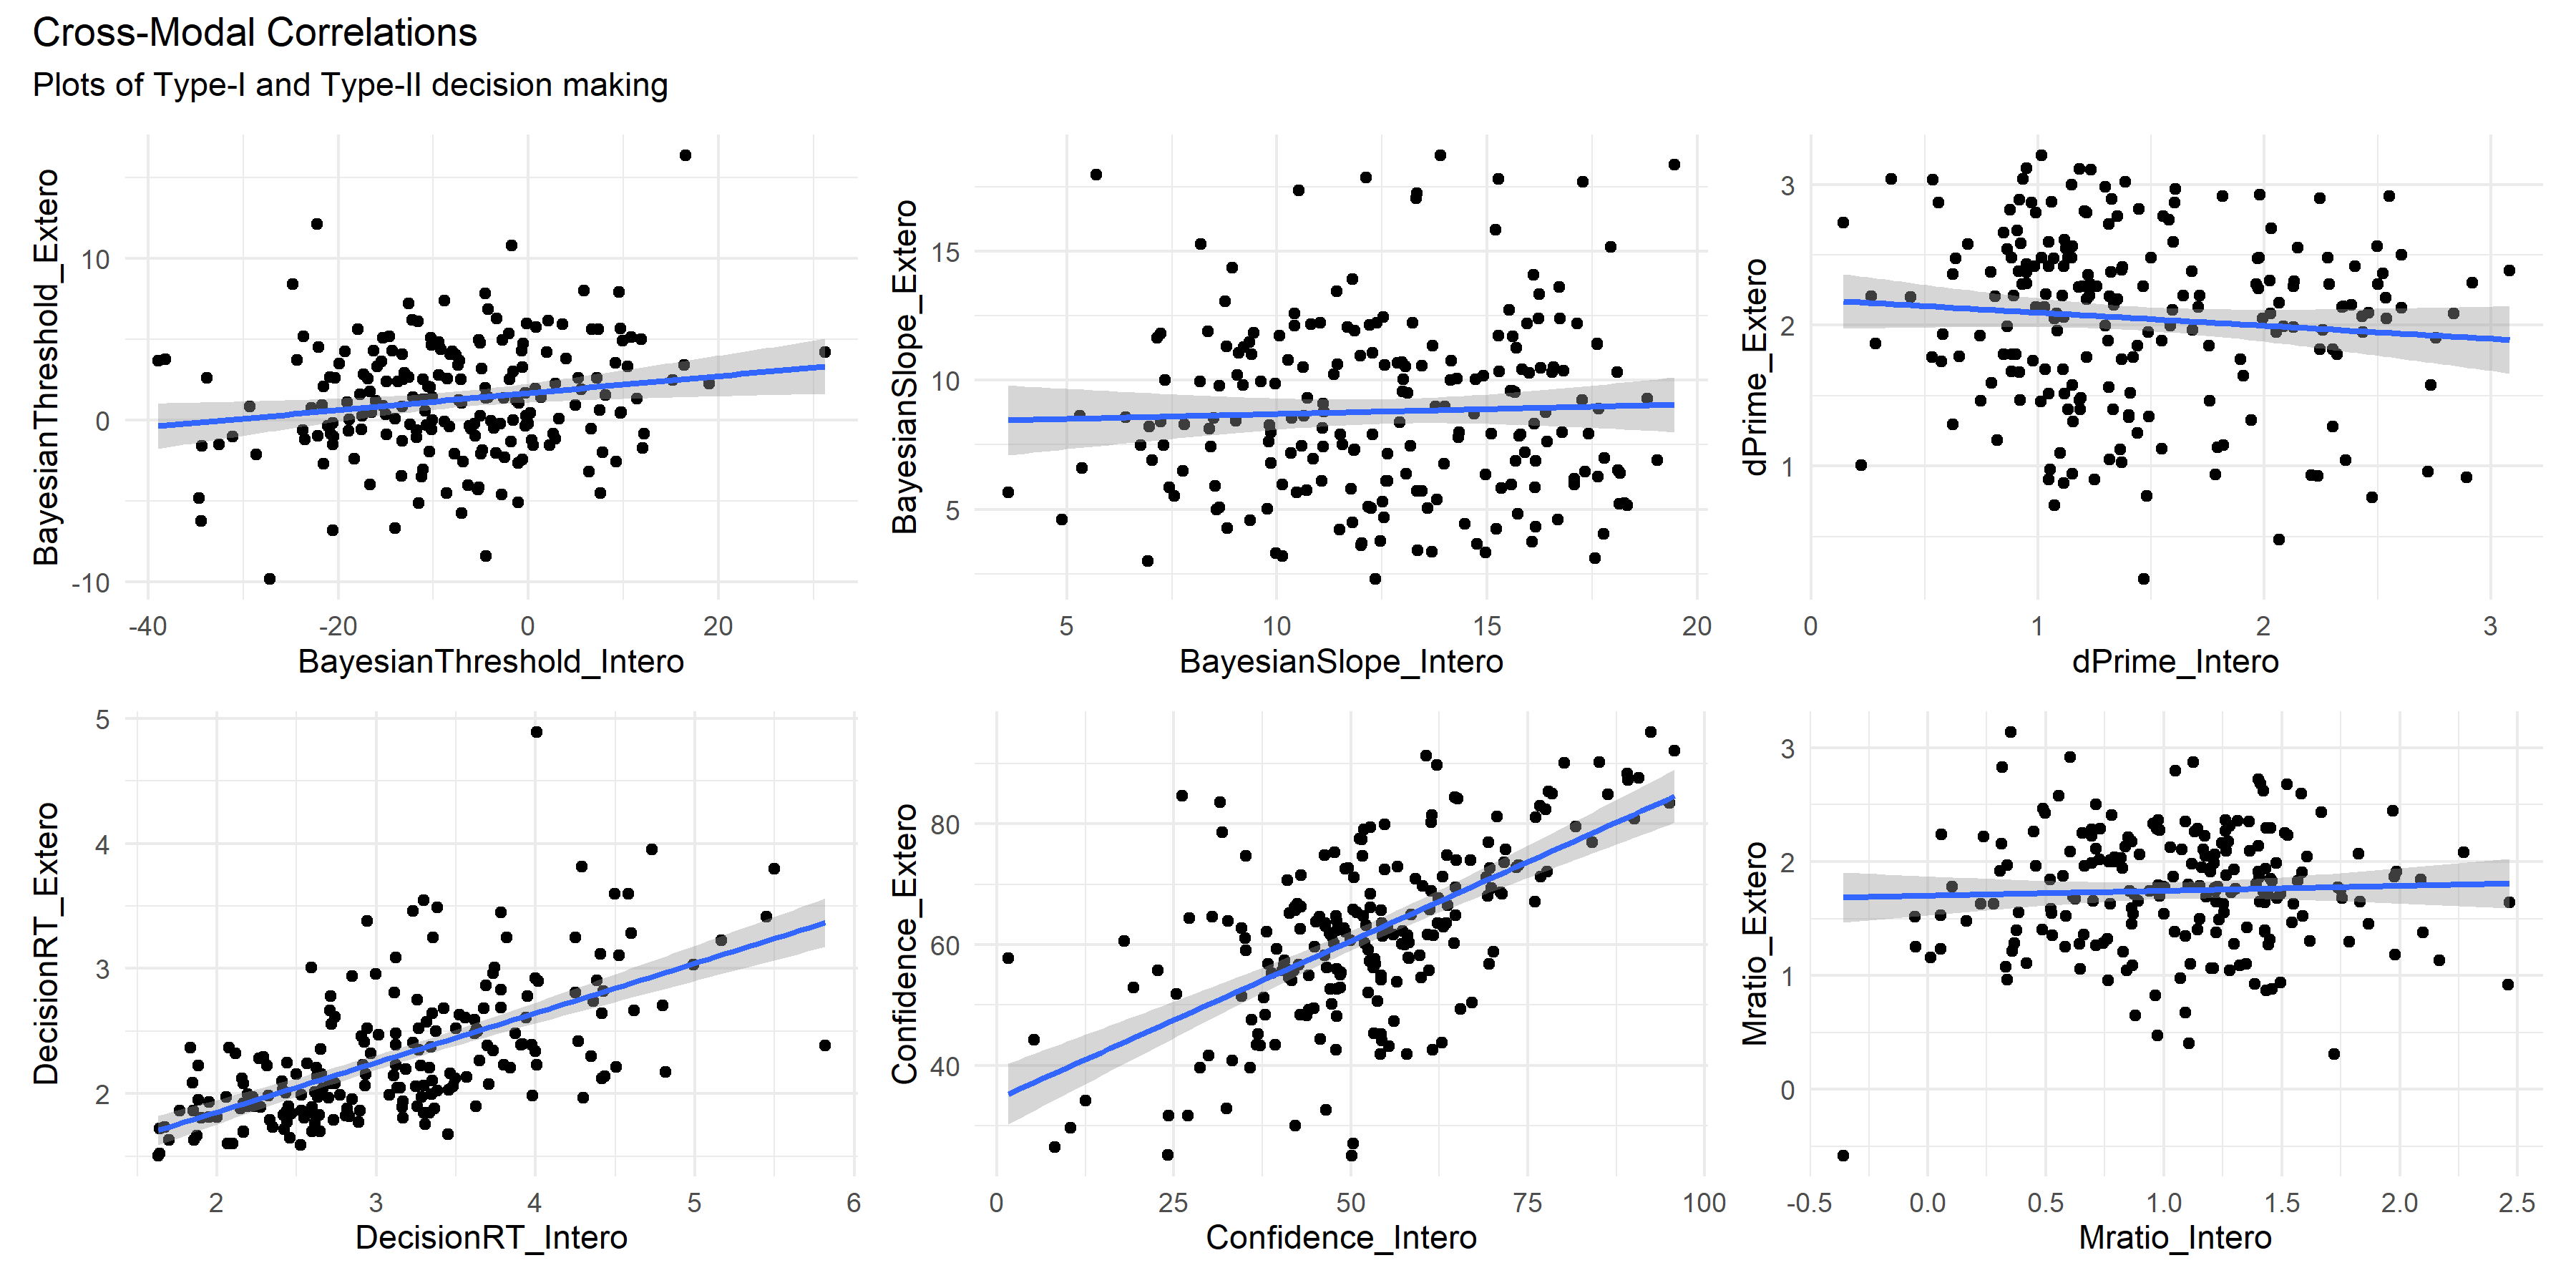 Cross-Modal Correlations
Plots of Type-I and Type-II decision making
BayesianThreshold_Extero
10
0
-10
-40 -20 0 20
BayesianThreshold_Intero
BayesianSlope_Extero
15
10
5
5 10 15 20
BayesianSlope_Intero
dPrime_Extero
3
2
1
0 1 2 3
dPrime_Intero
DecisionRT_Extero
5
4
3
2
2 3 4 5 6
DecisionRT_Intero
Confidence_Extero
80
60
40
0 25 50 75 100
Confidence_Intero
Mratio_Extero
3
2
1
0
-0.5 0.0 0.5 1.0 1.5 2.0 2.5
Mratio_Intero